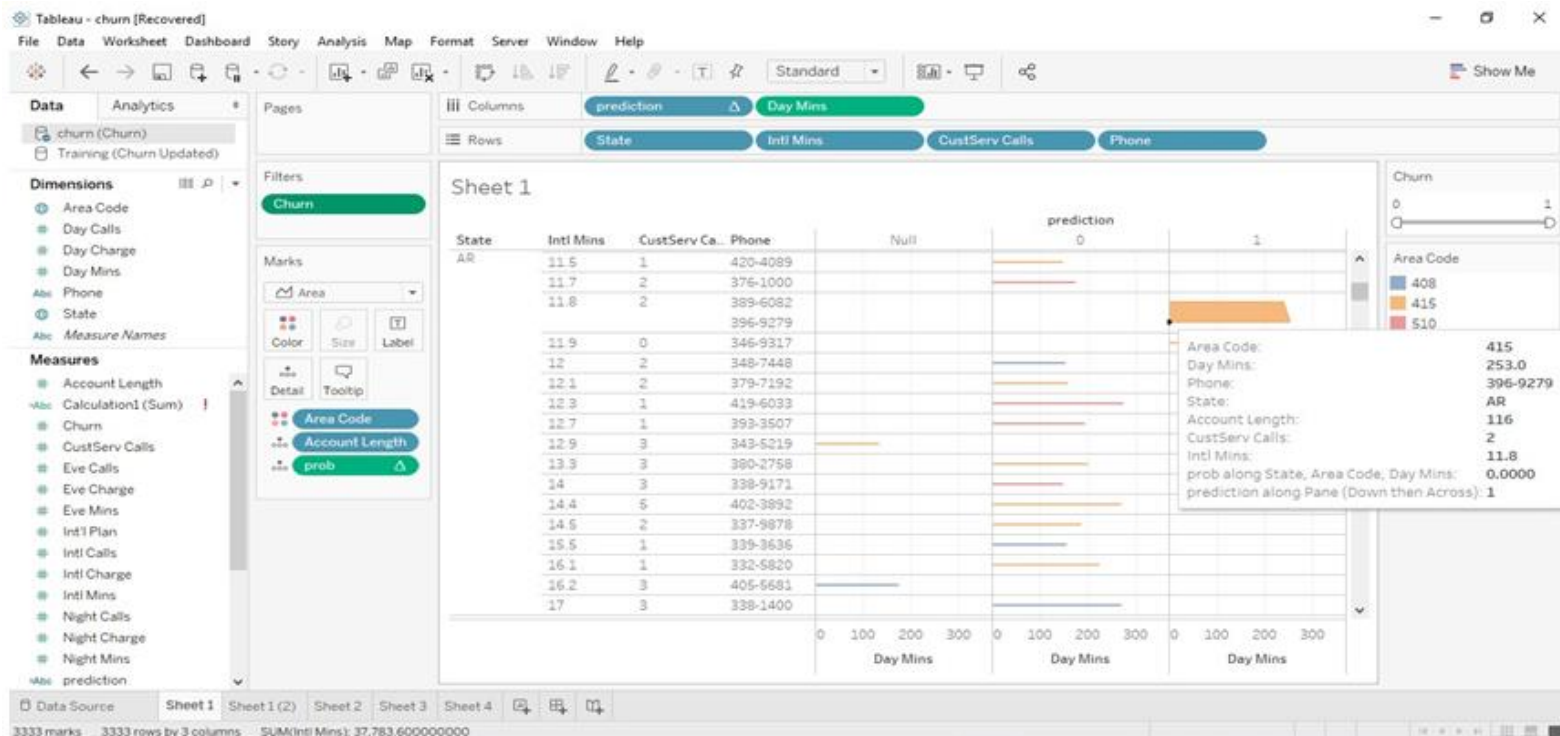 Tableau - churn [Recovered]
File Data Worksheet Dashboard Story Analysis Map Format Server Window Help
Standard
Show Me
Data Analytics
churn (Churn)
Training (Churn Updated)
Dimensions
Area Code
Day Calls
Day Charge
Day Mins
Abc Phone
State
Abc Measure Names
Measures
Account Length
Abc Calculation1 (Sum) !
Churn
CustServ Calls
Eve Calls
Eve Charge
Eve Mins
Int'l Plan
Intl Calls
Intl Charge
Intl Mins
Night Calls
Night Charge
Night Mins
Abc prediction
Pages
Filters
Churn
Marks
Area
Color Size Label
Detail Tooltip
Area Code
Account Length
prob
Columns prediction Day Mins
Rows State Intl Mins CustServ Calls Phone
Sheet 1
prediction
State Intl Mins CustServ Ca.. Phone Null 0 1
AR 11.5 1 420-4089
11.7 2 376-1000
11.8 2 389-6082
396-9279
11.9 0 346-9317
12 2 348-7448
12.1 2 379-7192
12.3 1 419-6033
12.7 1 393-3507
12.9 3 343-5219
13.3 3 380-2758
14 3 338-9171
14.4 5 402-3892
14.5 2 337-9878
15.5 1 339-3636
16.1 1 332-5820
16.2 3 405-5681
17 3 338-1400
0 100 200 300 0 100 200 300 0 100 200 300
Day Mins Day Mins Day Mins
Area Code: 415
Day Mins: 253.0
Phone: 396-9279
State: AR
Account Length: 116
CustServ Calls: 2
Intl Mins: 11.8
prob along State, Area Code, Day Mins: 0.0000
prediction along Pane (Down then Across): 1
Churn
0 1
Area Code
408
415
510
Data Source Sheet 1 Sheet 1 (2) Sheet 2 Sheet 3 Sheet 4
3333 marks 3333 rows by 3 columns SUM(Intl Mins): 37,783.600000000